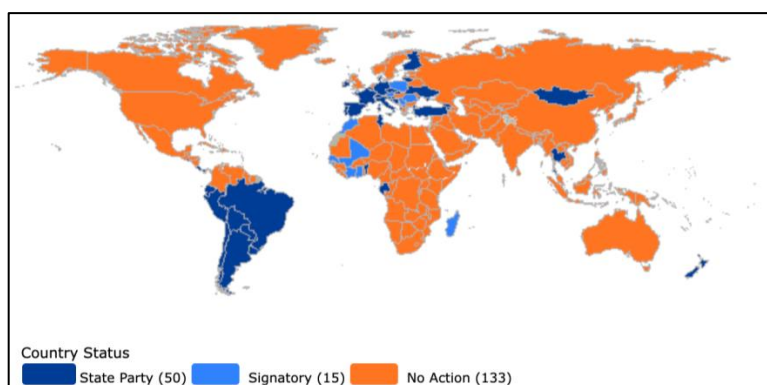 Country Status
State Party (50) Signatory (15) No Action (133)